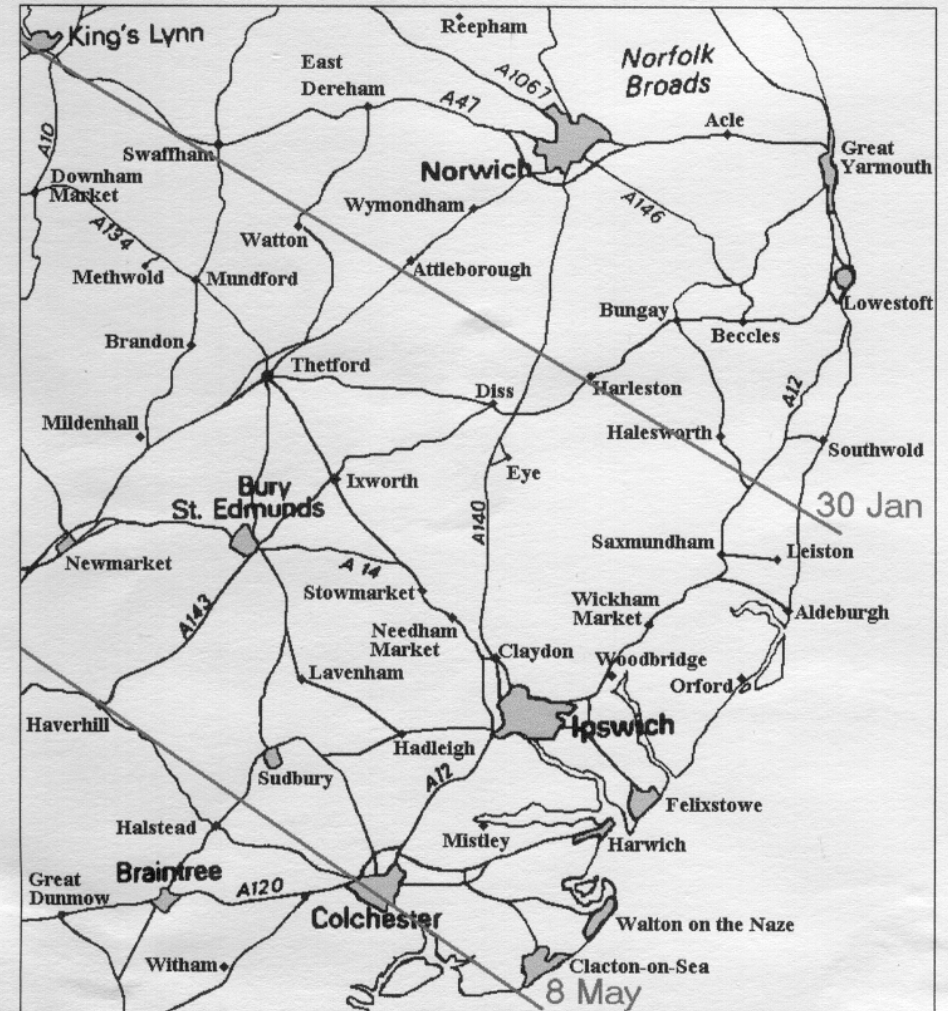 King's Lynn
Reepham
East
Dereham
A1067
Norfolk
Broads
A47
Acle
A10
Swaffham
Great
Yarmouth
Norwich
Downham
Market
Wymondham
A146
A134
Watton
Methwold
Mundford
Attleborough
Lowestoft
Bungay
Beccles
Brandon
Thetford
Diss
Harleston
A12
Mildenhall
Halesworth
Southwold
Eye
Ixworth
Bury
St. Edmunds
30 Jan
A140
Saxmundham
Leiston
Newmarket
A 14
Stowmarket
Wickham
Market
Aldeburgh
A143
Needham
Market
Claydon
Woodbridge
Lavenham
Orford
Haverhill
Ipswich
Hadleigh
Sudbury
A12
Felixstowe
Halstead
Mistley
Harwich
Braintree
Great
Dunmow
A120
Colchester
Walton on the Naze
Witham
Clacton-on-Sea
8 May